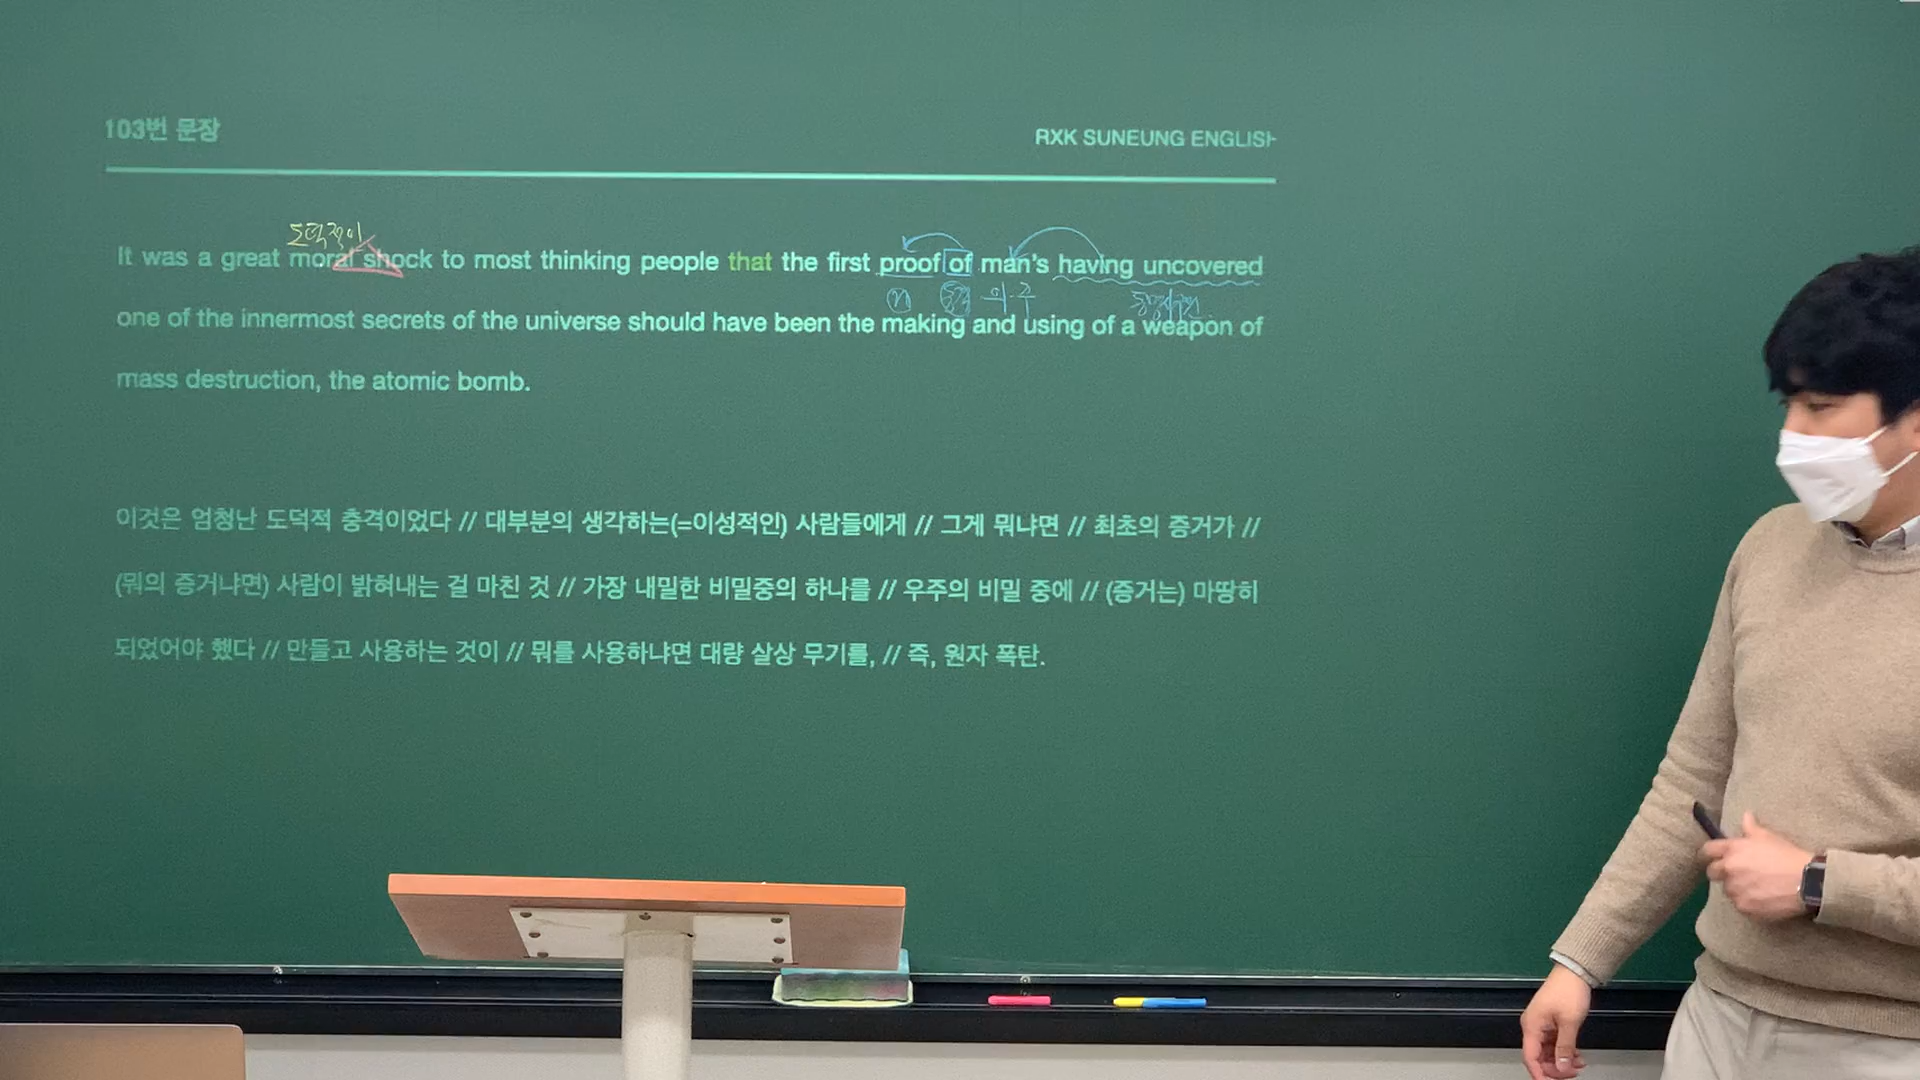 103번 문장
RXK SUNEUNG ENGLISH
도덕적인
It was a great moral shock to most thinking people that the first proof of man's having uncovered
n 동격 의·주 동명사구
one of the innermost secrets of the universe should have been the making and using of a weapon of
mass destruction, the atomic bomb.
이것은 엄청난 도덕적 충격이었다 // 대부분의 생각하는(=이성적인) 사람들에게 // 그게 뭐냐면 // 최초의 증거가 //
(뭐의 증거냐면) 사람이 밝혀내는 걸 마친 것 // 가장 내밀한 비밀중의 하나를 // 우주의 비밀 중에 // (증거는) 마땅히
되었어야 했다 // 만들고 사용하는 것이 // 뭐를 사용하냐면 대량 살상 무기를, // 즉, 원자 폭탄.